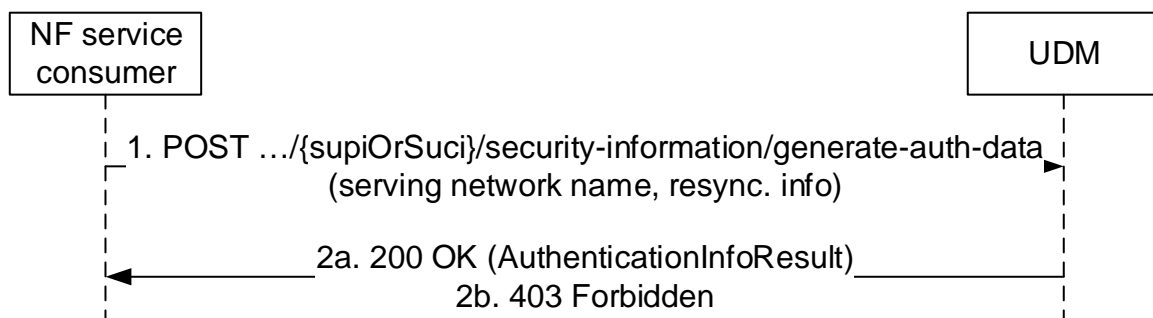 NF service
consumer
UDM
1. POST …/{supiOrSuci}/security-information/generate-auth-data
(serving network name, resync. info)
2a. 200 OK (AuthenticationInfoResult)
2b. 403 Forbidden